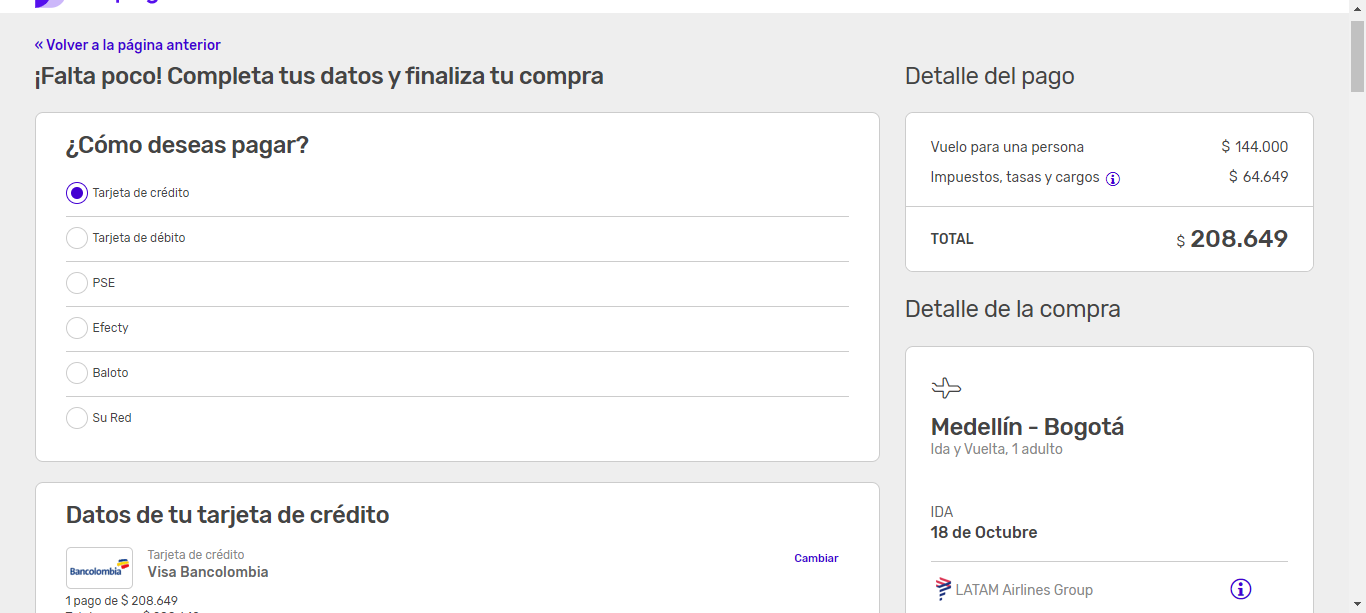 « Volver a la página anterior
¡Falta poco! Completa tus datos y finaliza tu compra
¿Cómo deseas pagar?
Tarjeta de crédito
Tarjeta de débito
PSE
Efecty
Baloto
Su Red
Datos de tu tarjeta de crédito
Bancolombia
Tarjeta de crédito
Visa Bancolombia
Cambiar
1 pago de $ 208.649
Detalle del pago
Vuelo para una persona $ 144.000
Impuestos, tasas y cargos $ 64.649
TOTAL $ 208.649
Detalle de la compra
Medellín - Bogotá
Ida y Vuelta, 1 adulto
IDA
18 de Octubre
LATAM Airlines Group